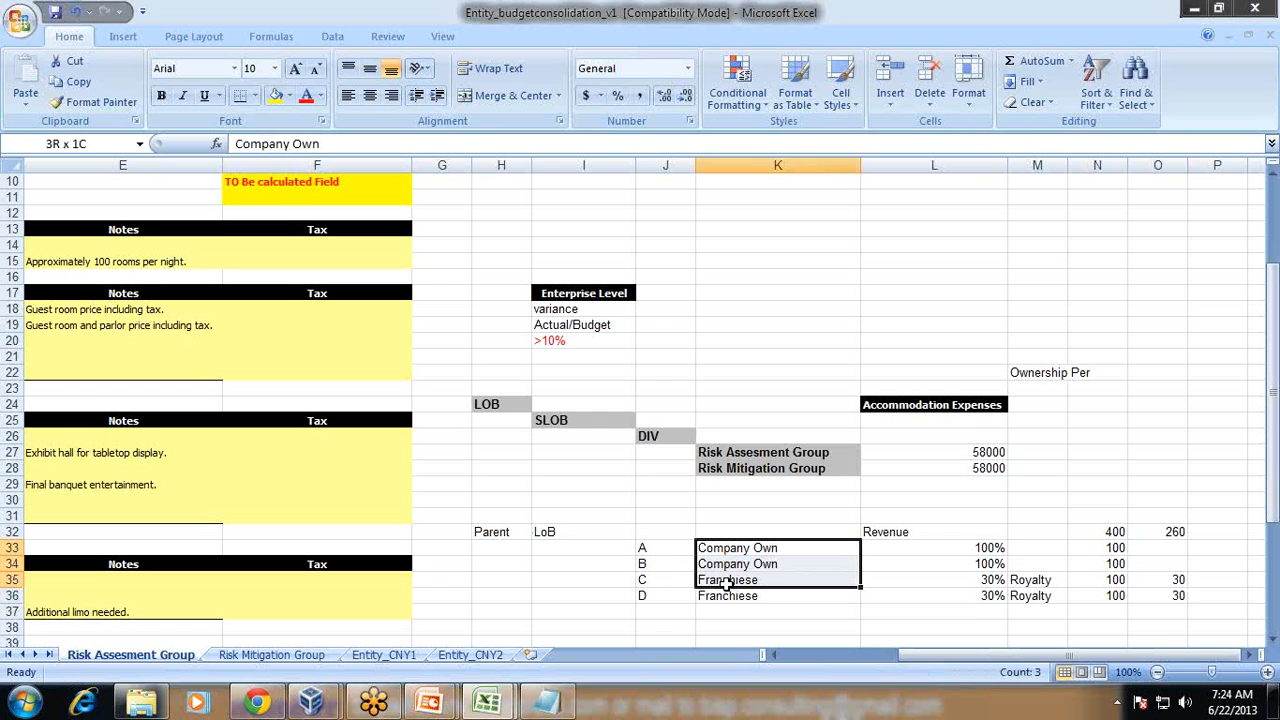 Entity_budgetconsolidation_v1 [Compatibility Mode] - Microsoft Excel
Home Insert Page Layout Formulas Data Review View
Paste
Cut
Copy
Format Painter
Clipboard
Arial 10
B I U
Font
Wrap Text
Merge & Center
Alignment
General
$ % ,
Number
Conditional Formatting
Format as Table
Cell Styles
Styles
Insert Delete Format
Cells
Σ AutoSum
Fill
Clear
Sort & Filter
Find & Select
Editing
3R x 1C fx Company Own
E F G H I J K L M N O P
10 TO Be calculated Field
11
12
13 Notes Tax
14
15 Approximately 100 rooms per night.
16
17 Notes Tax Enterprise Level
18 Guest room price including tax. variance
19 Guest room and parlor price including tax. Actual/Budget
20 >10%
21
22 Ownership Per
23
24 LOB Accommodation Expenses
25 Notes Tax SLOB
26 DIV
27 Exhibit hall for tabletop display. Risk Assesment Group 58000
28 Risk Mitigation Group 58000
29 Final banquet entertainment.
30
31
32 Parent LoB Revenue 400 260
33 A Company Own 100% 100
34 Notes Tax B Company Own 100% 100
35 C Franchiese 30% Royalty 100 30
36 D Franchiese 30% Royalty 100 30
37 Additional limo needed.
38
39
Risk Assesment Group Risk Mitigation Group Entity_CNY1 Entity_CNY2
Ready Count: 3 100%
7:24 AM
6/22/2013